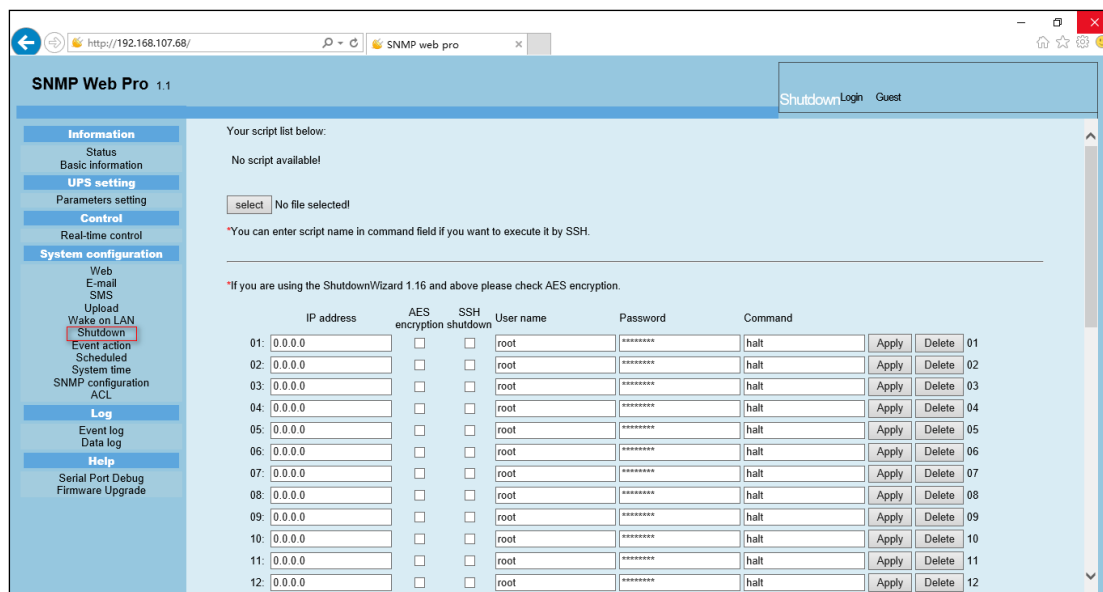 http://192.168.107.68/
SNMP web pro
SNMP Web Pro 1.1
Shutdown Login Guest
Information
Status
Basic information
UPS setting
Parameters setting
Control
Real-time control
System configuration
Web
E-mail
SMS
Upload
Wake on LAN
Shutdown
Event action
Scheduled
System time
SNMP configuration
ACL
Log
Event log
Data log
Help
Serial Port Debug
Firmware Upgrade
Your script list below:
No script available!
select No file selected!
*You can enter script name in command field if you want to execute it by SSH.
*If you are using the ShutdownWizard 1.16 and above please check AES encryption.
IP address AES encryption SSH shutdown User name Password Command
01: 0.0.0.0 root ******** halt Apply Delete 01
02: 0.0.0.0 root ******** halt Apply Delete 02
03: 0.0.0.0 root ******** halt Apply Delete 03
04: 0.0.0.0 root ******** halt Apply Delete 04
05: 0.0.0.0 root ******** halt Apply Delete 05
06: 0.0.0.0 root ******** halt Apply Delete 06
07: 0.0.0.0 root ******** halt Apply Delete 07
08: 0.0.0.0 root ******** halt Apply Delete 08
09: 0.0.0.0 root ******** halt Apply Delete 09
10: 0.0.0.0 root ******** halt Apply Delete 10
11: 0.0.0.0 root ******** halt Apply Delete 11
12: 0.0.0.0 root ******** halt Apply Delete 12